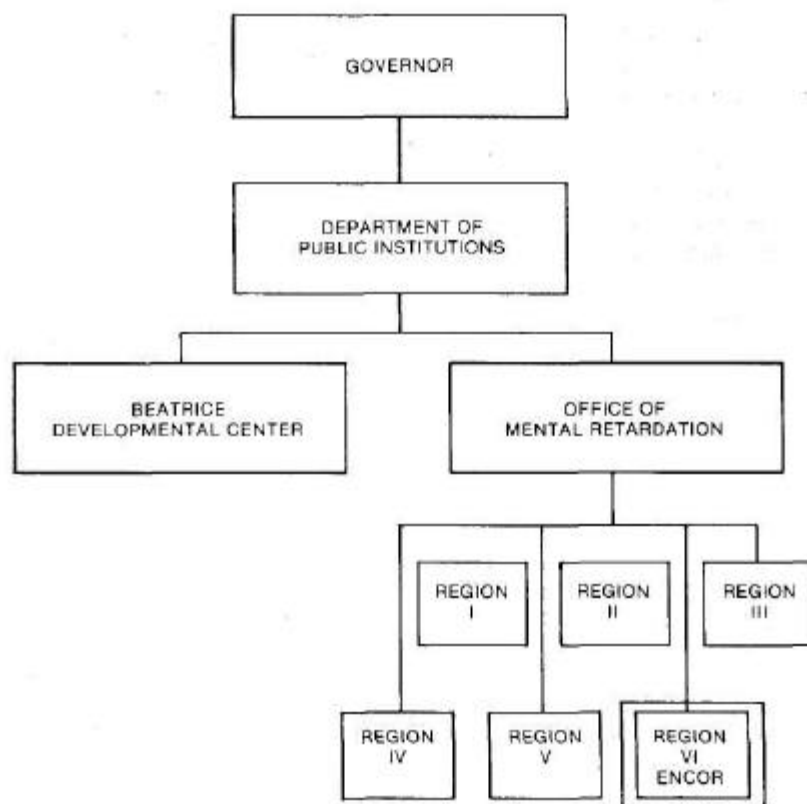 GOVERNOR
DEPARTMENT OF
PUBLIC INSTITUTIONS
BEATRICE
DEVELOPMENTAL CENTER
OFFICE OF
MENTAL RETARDATION
REGION
I
REGION
II
REGION
III
REGION
IV
REGION
V
REGION
VI
ENCOR